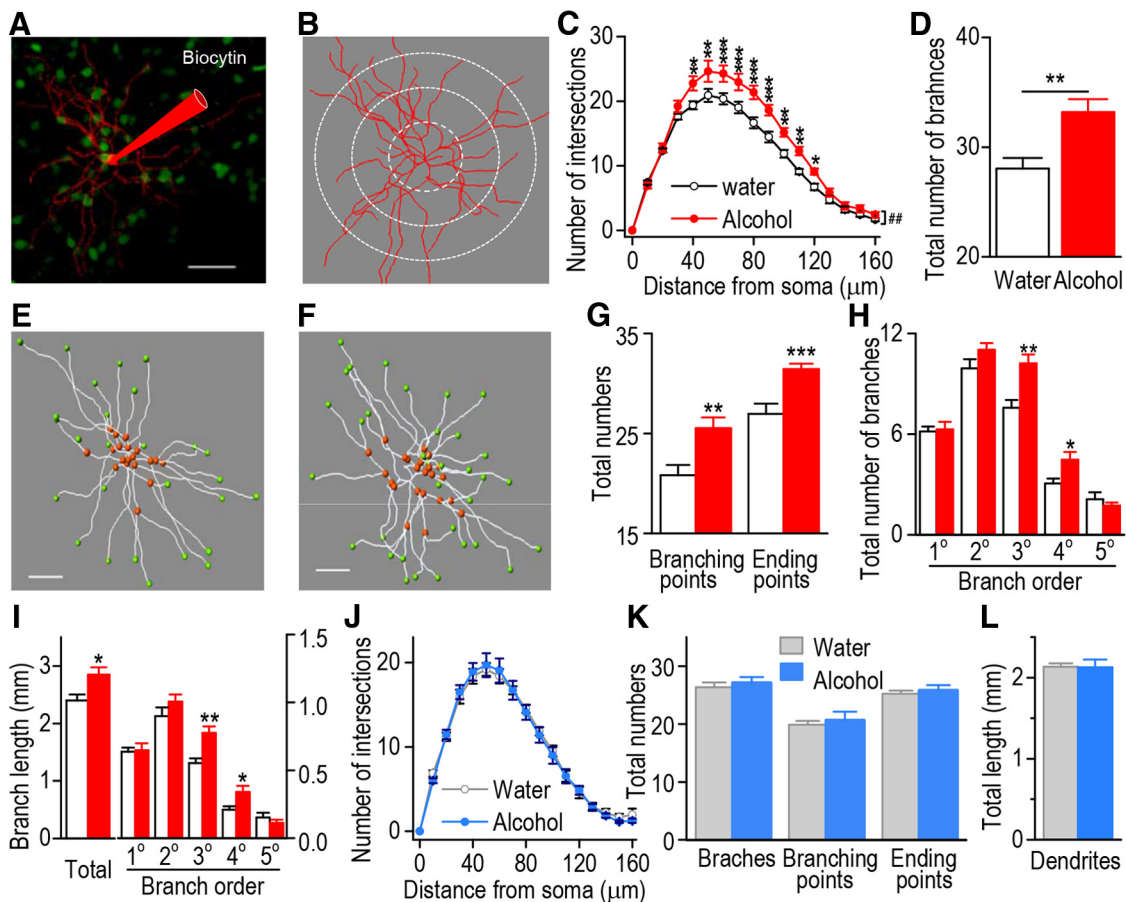 A
Biocytin
B
C
Number of intersections
30
20
10
0
** *** *** **** **** **** *** *** *
water
Alcohol
##
0 40 80 120 160
Distance from soma (μm)
D
Total number of brahnces
40
30
20
**
Water Alcohol
E
F
G
Total numbers
35
25
15
**
***
Branching points
Ending points
H
Total number of branches
12
6
0
**
*
1° 2° 3° 4° 5°
Branch order
I
Branch length (mm)
3
2
1
0
*
**
*
1.5
1.0
0.5
0.0
Total
1° 2° 3° 4° 5°
Branch order
J
Number of intersections
20
10
0
Water
Alcohol
0 40 80 120 160
Distance from soma (μm)
K
Total numbers
30
20
10
0
Water
Alcohol
Braches
Branching points
Ending points
L
Total length (mm)
2
1
0
Dendrites